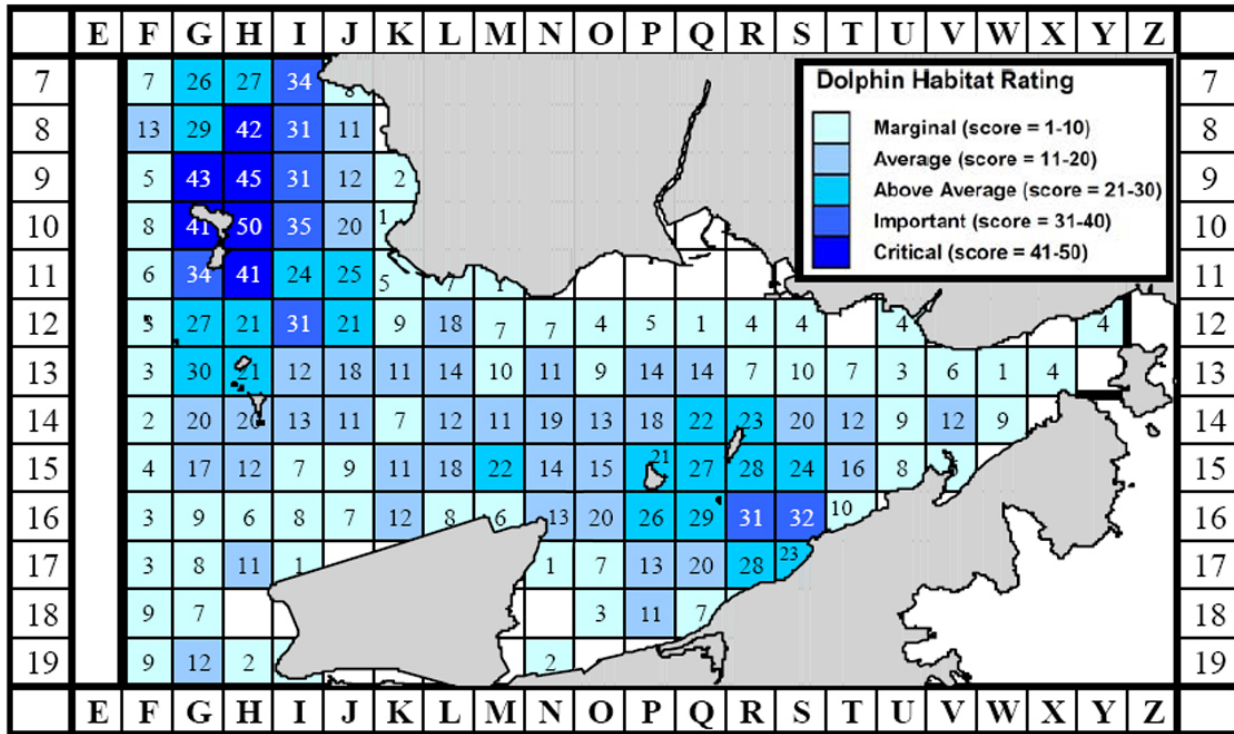 E F G H I J K L M N O P Q R S T U V W X Y Z
7 7 26 27 34 8 7
8 13 29 42 31 11 8
9 5 43 45 31 12 2 9
10 8 41 50 35 20 1 10
11 6 34 41 24 25 5 7 1 11
12 27 21 31 21 9 18 7 7 4 5 1 4 4 4 4 12
13 3 30 21 12 18 11 14 10 11 9 14 14 7 10 7 3 6 1 4 13
14 2 20 20 13 11 7 12 11 19 13 18 22 23 20 12 9 12 9 14
15 4 17 12 7 9 11 18 22 14 15 21 27 28 24 16 8 15
16 3 9 6 8 7 12 8 6 13 20 26 29 31 32 10 16
17 3 8 11 1 1 7 13 20 28 23 17
18 9 7 3 11 7 18
19 9 12 2 2 19
E F G H I J K L M N O P Q R S T U V W X Y Z
Dolphin Habitat Rating
Marginal (score = 1-10)
Average (score = 11-20)
Above Average (score = 21-30)
Important (score = 31-40)
Critical (score = 41-50)